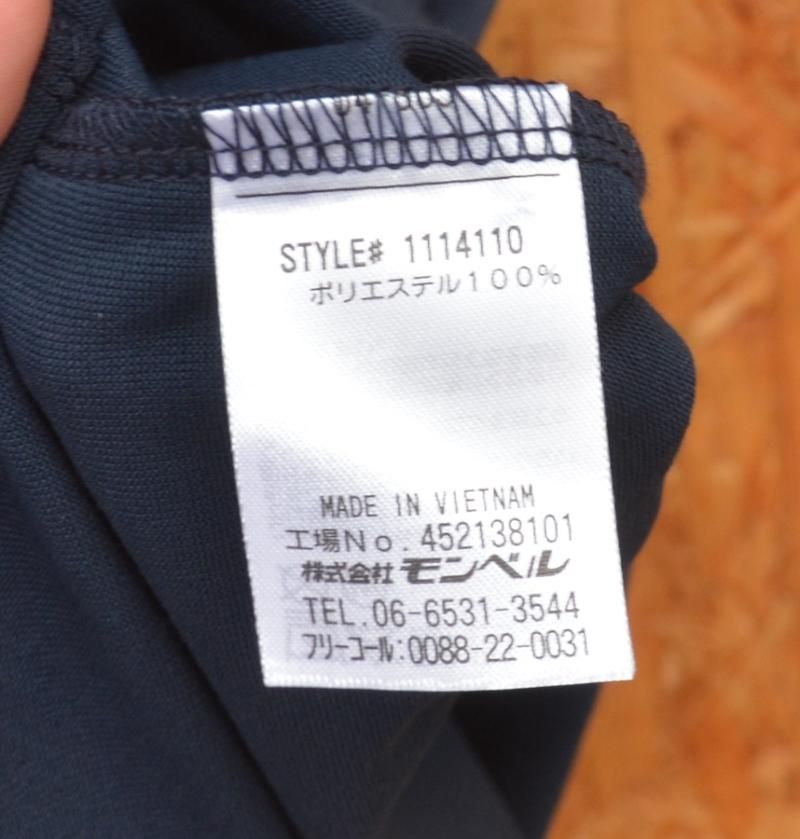 STYLE# 1114110
ポリエステル１００％
MADE IN VIETNAM
工場Ｎｏ.452138101
株式会社モンベル
TEL.06-6531-3544
フリーコール:0088-22-0031